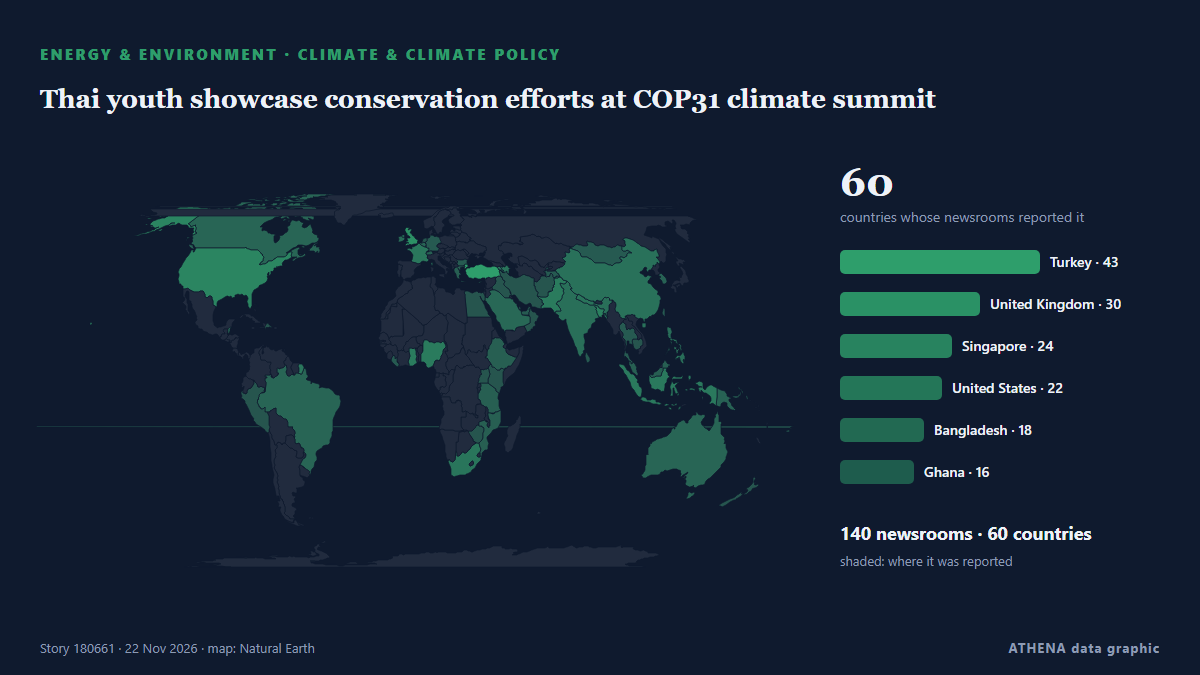 ENERGY & ENVIRONMENT · CLIMATE & CLIMATE POLICY
Thai youth showcase conservation efforts at COP31 climate summit
60
countries whose newsrooms reported it
Turkey · 43
United Kingdom · 30
Singapore · 24
United States · 22
Bangladesh · 18
Ghana · 16
140 newsrooms · 60 countries
shaded: where it was reported
Story 180661 · 22 Nov 2026 · map: Natural Earth
ATHENA data graphic